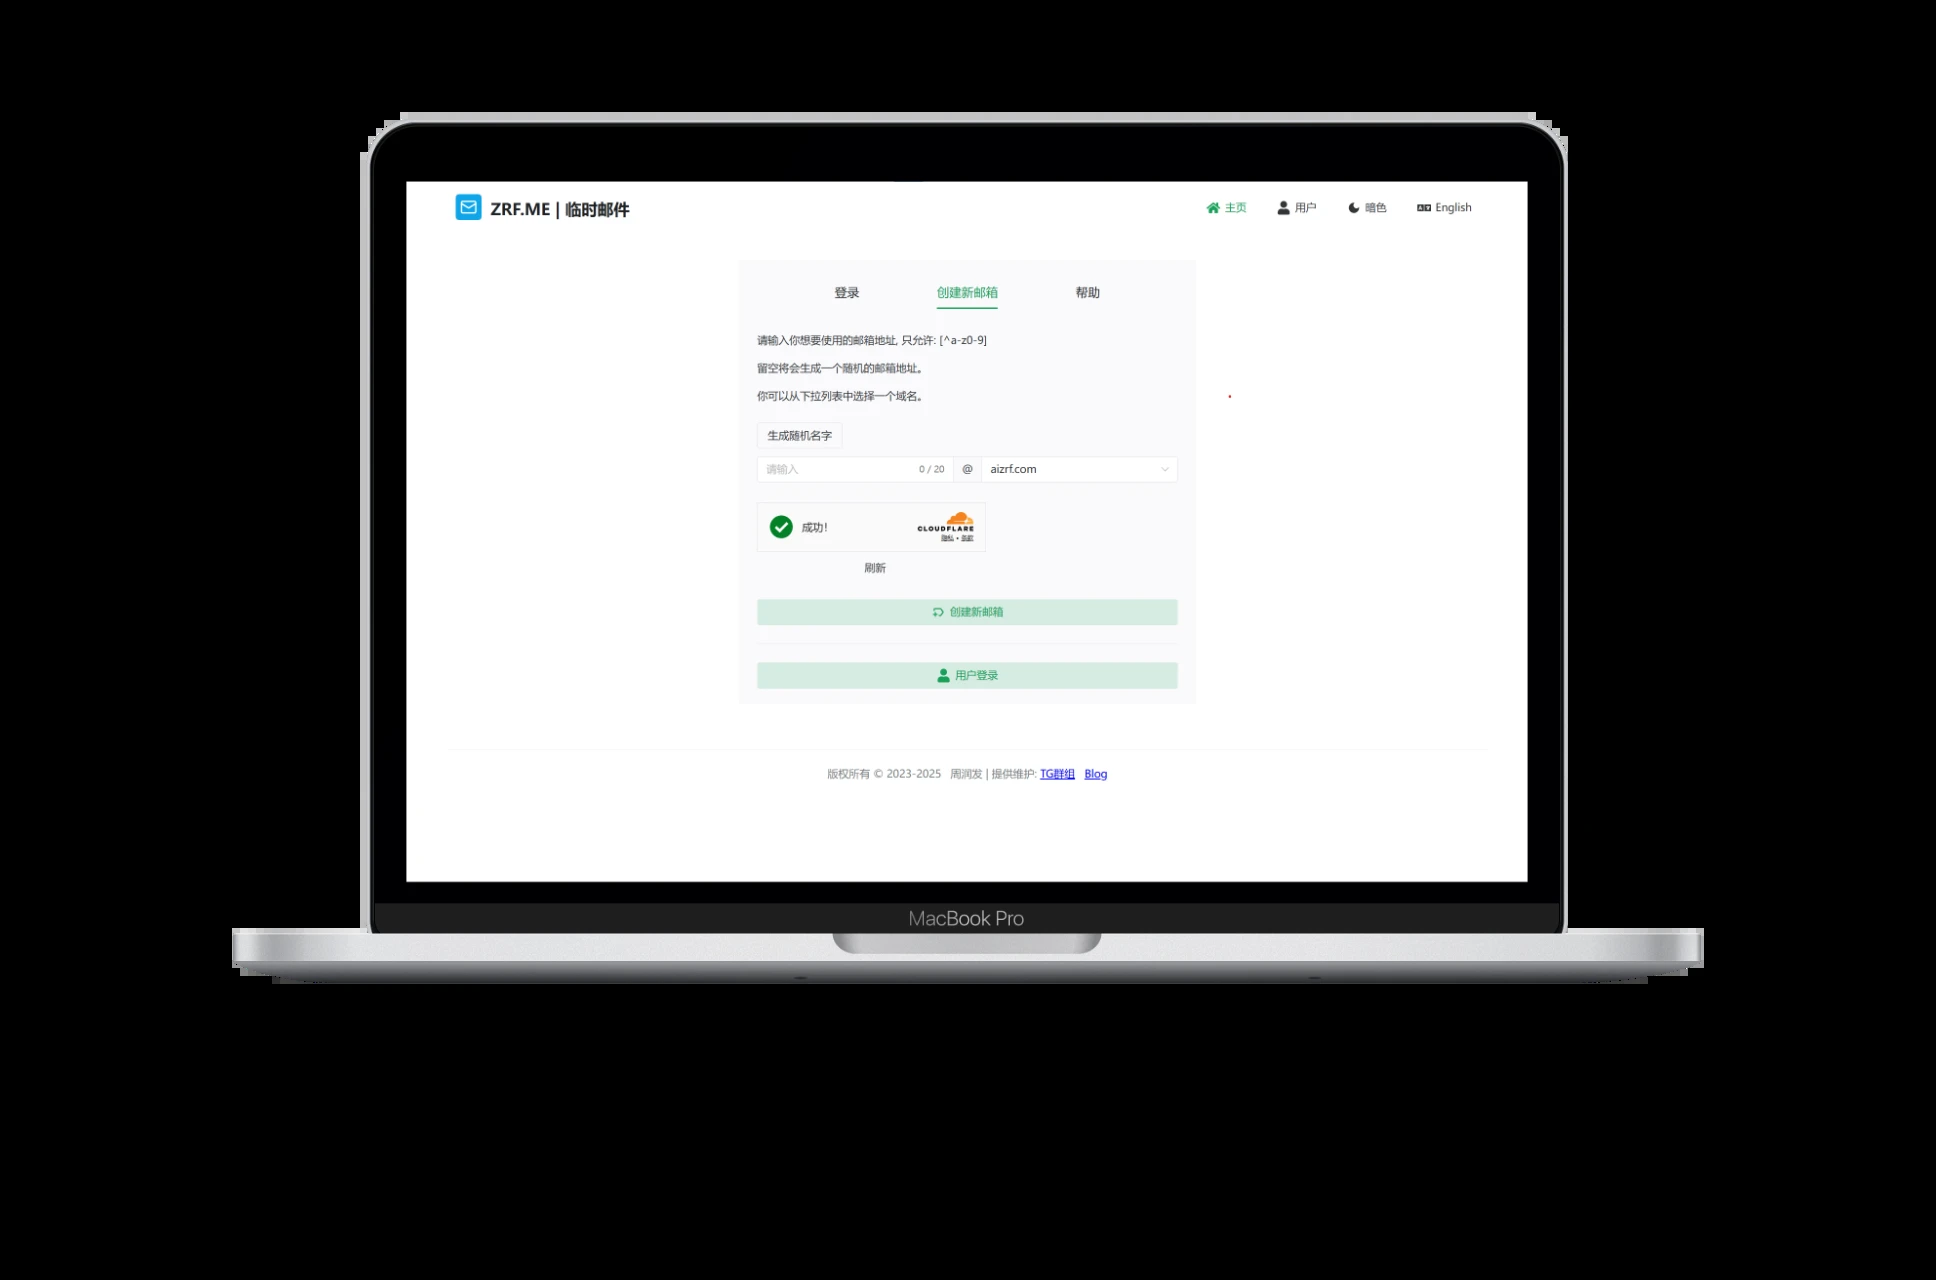 ZRF.ME | 临时邮件
主页 用户 暗色 English
登录 创建新邮箱 帮助
请输入你想要使用的邮箱地址, 只允许: [^a-z0-9]
留空将会生成一个随机的邮箱地址。
你可以从下拉列表中选择一个域名。
生成随机名字
请输入 0 / 20 @ aizrf.com
成功!
CLOUDFLARE
隐私 • 条款
刷新
创建新邮箱
用户登录
版权所有 © 2023-2025 周润发 | 提供维护: TG群组 Blog
MacBook Pro